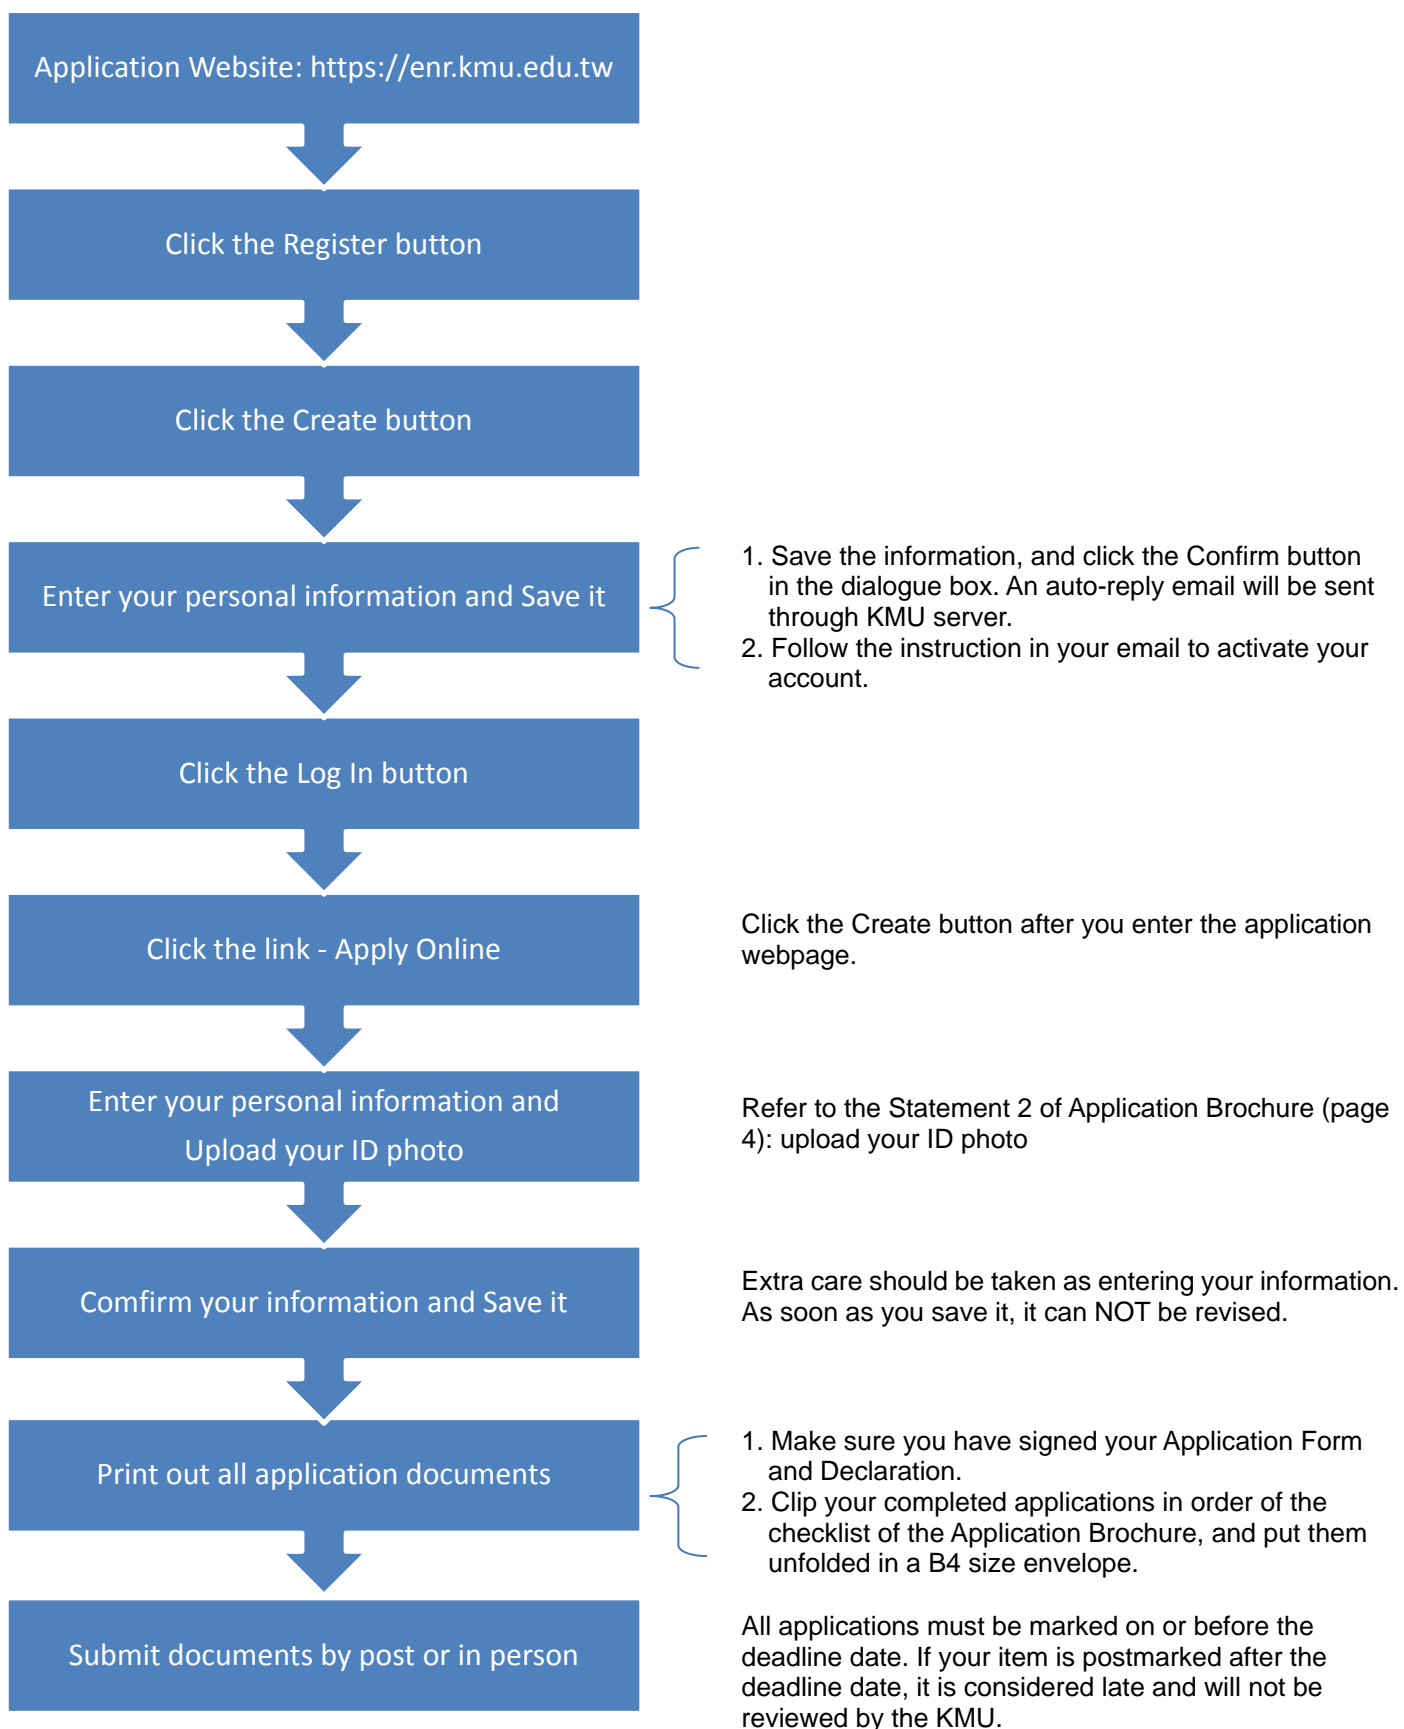 Application Website: https://enr.kmu.edu.tw
Click the Register button
Click the Create button
Enter your personal information and Save it
1. Save the information, and click the Confirm button
in the dialogue box. An auto-reply email will be sent
through KMU server.
2. Follow the instruction in your email to activate your
account.
Click the Log In button
Click the link - Apply Online
Click the Create button after you enter the application
webpage.
Enter your personal information and
Upload your ID photo
Refer to the Statement 2 of Application Brochure (page
4): upload your ID photo
Comfirm your information and Save it
Extra care should be taken as entering your information.
As soon as you save it, it can NOT be revised.
Print out all application documents
1. Make sure you have signed your Application Form
and Declaration.
2. Clip your completed applications in order of the
checklist of the Application Brochure, and put them
unfolded in a B4 size envelope.
Submit documents by post or in person
All applications must be marked on or before the
deadline date. If your item is postmarked after the
deadline date, it is considered late and will not be
reviewed by the KMU.